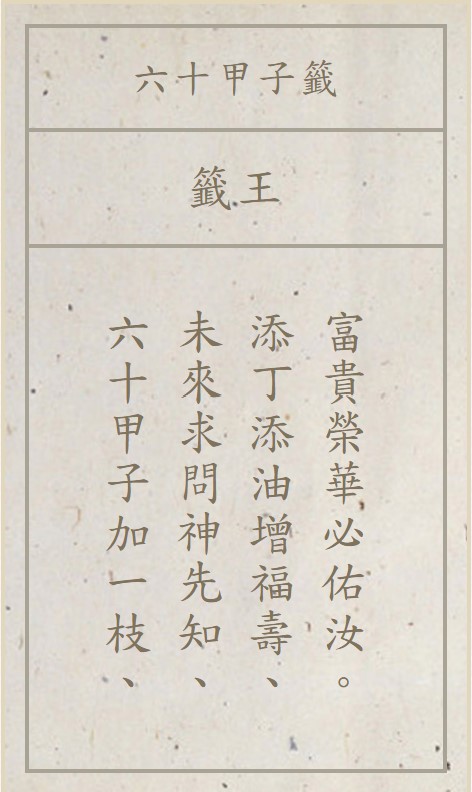 六十甲子籤
籤王
六十甲子加一枝、
未來求問神先知、
添丁添油增福壽、
富貴榮華必佑汝。